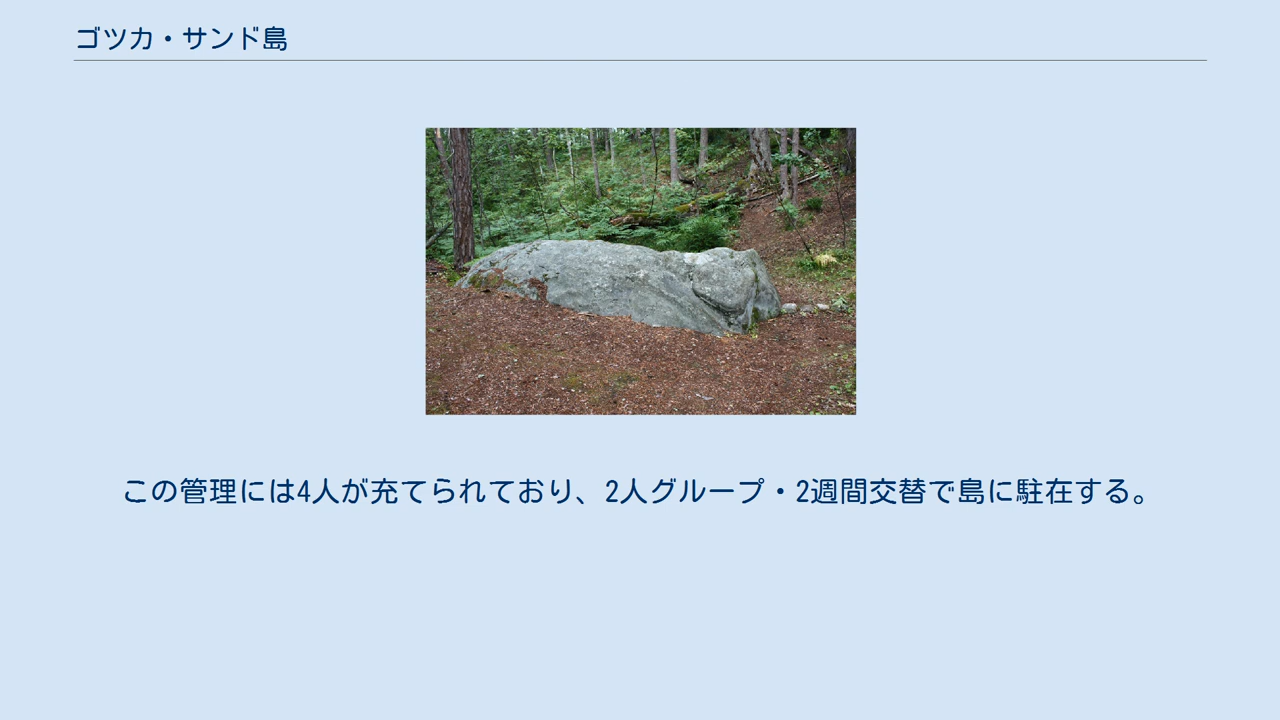 ゴツカ・サンド島
この管理には4人が充てられており、2人グループ・2週間交替で島に駐在する。